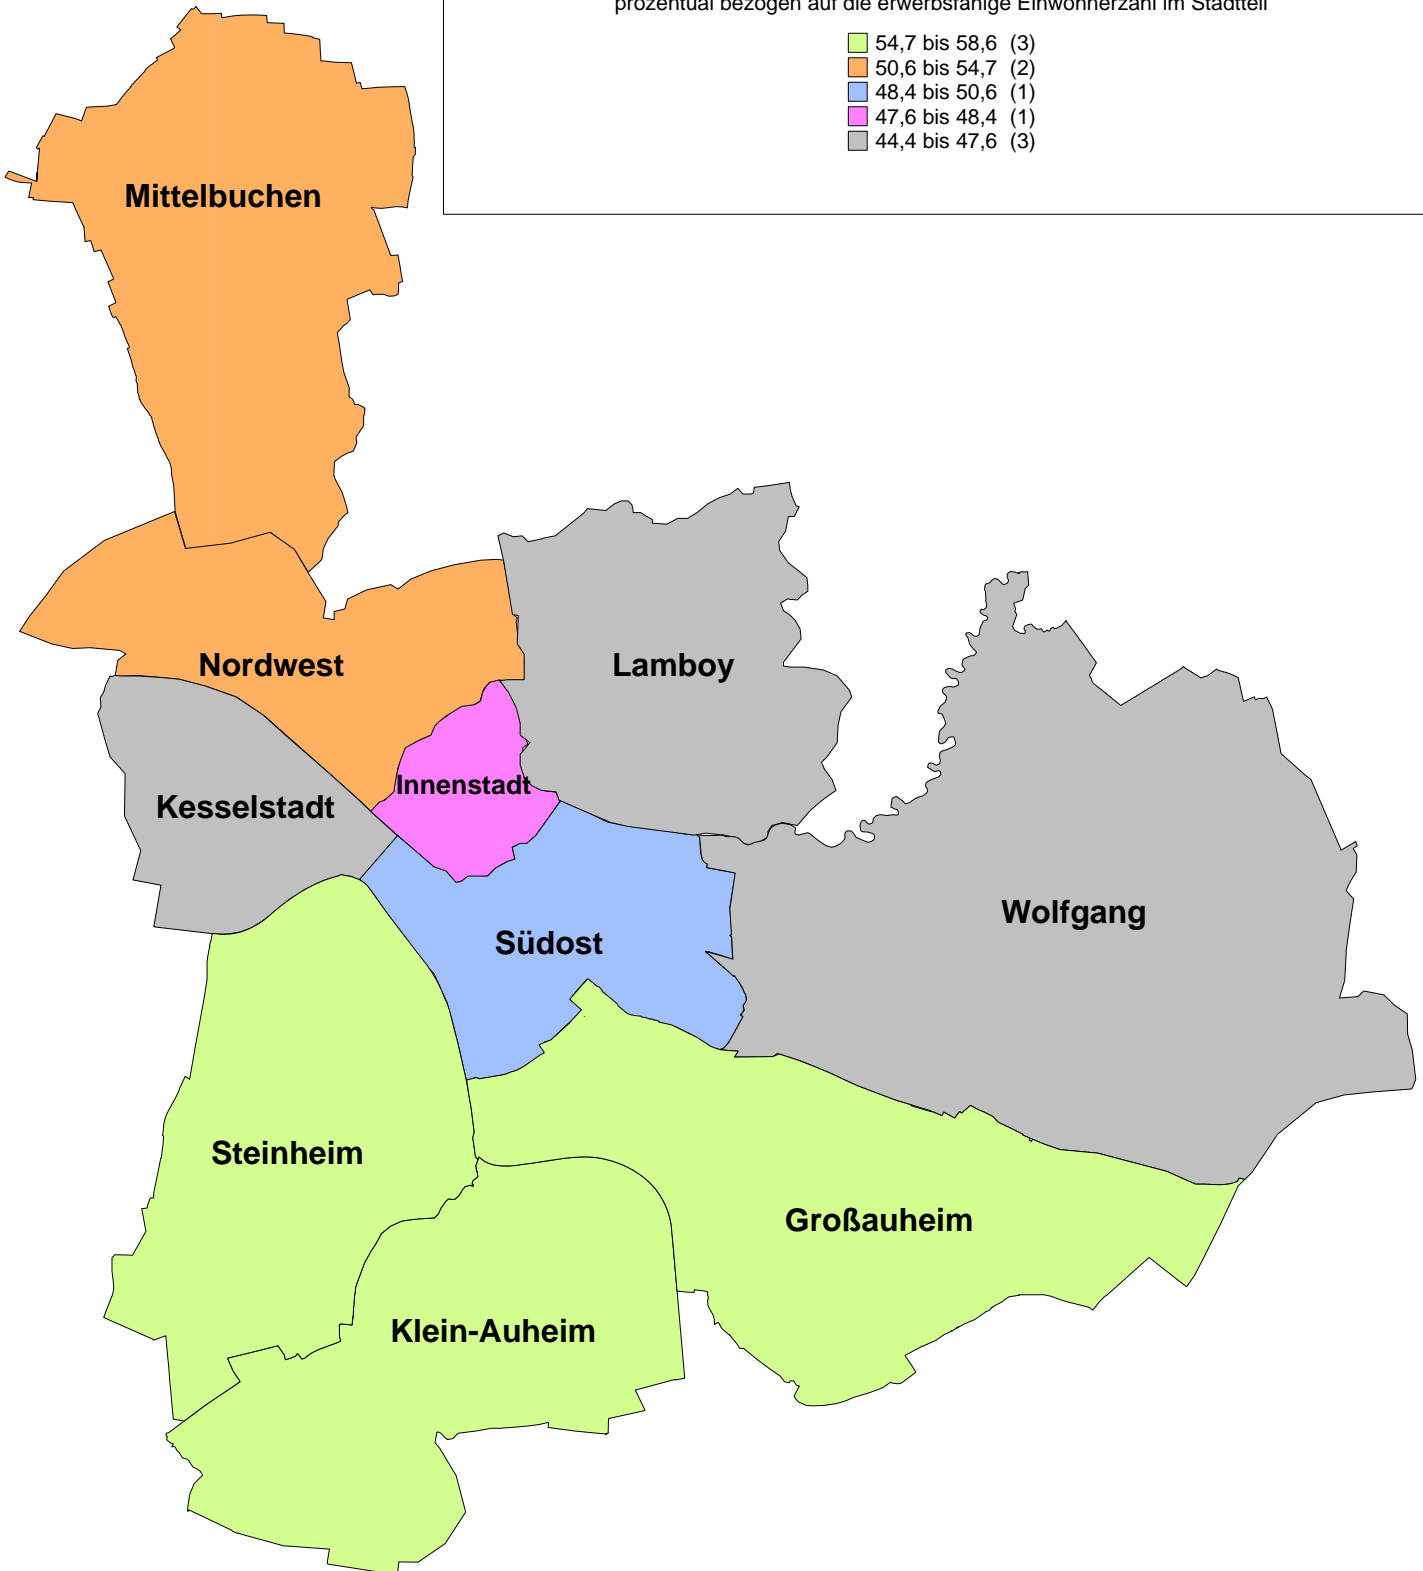 prozentual bezogen auf die erwerbsfähige Einwohnerzahl im Stadtteil
54,7 bis 58,6 (3)
50,6 bis 54,7 (2)
48,4 bis 50,6 (1)
47,6 bis 48,4 (1)
44,4 bis 47,6 (3)
Mittelbuchen
Nordwest
Lamboy
Innenstadt
Kesselstadt
Wolfgang
Südost
Steinheim
Großauheim
Klein-Auheim